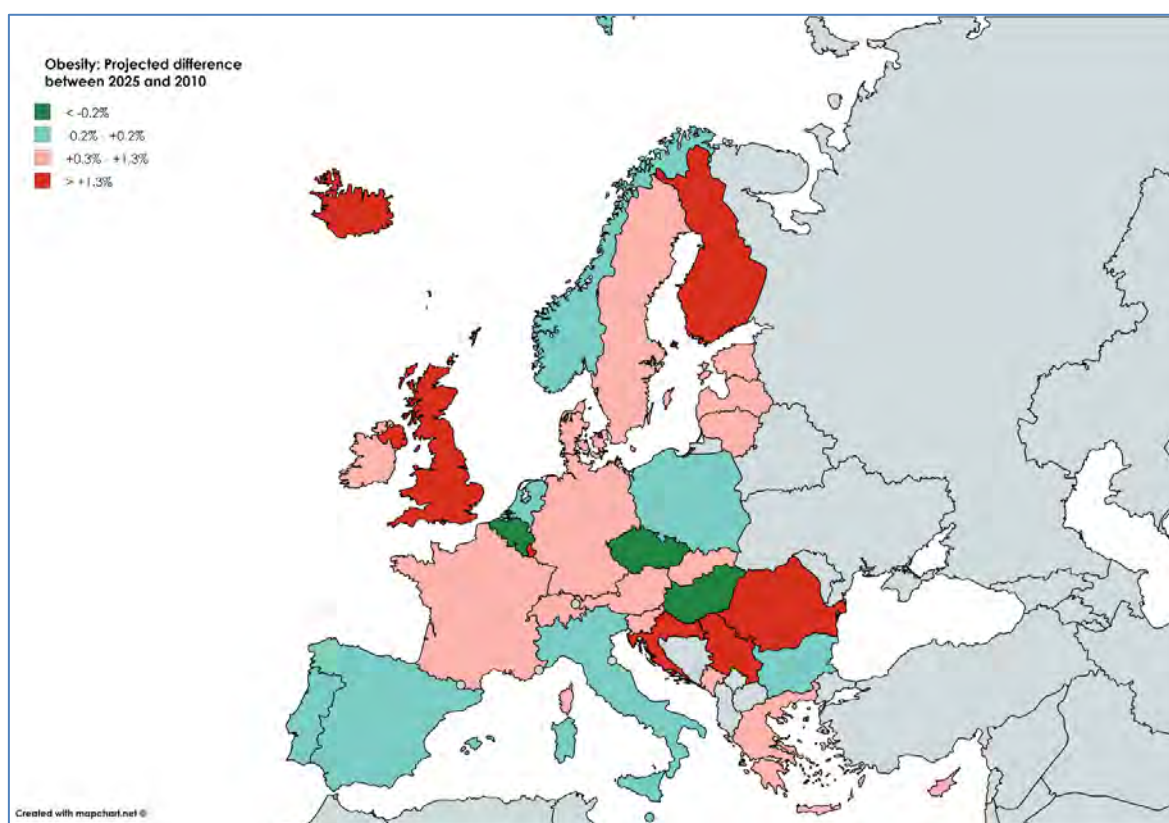 Obesity: Projected difference
between 2025 and 2010
< -0.2%
-0.2% - +0.2%
+0.3% - +1.3%
> +1.3%
Created with mapchart.net ©